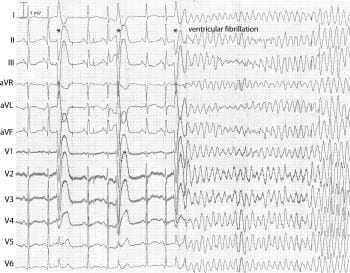 I
1 mV
* * * ventricular fibrillation
II
III
aVR
aVL
aVF
V1
V2
V3
V4
V5
V6